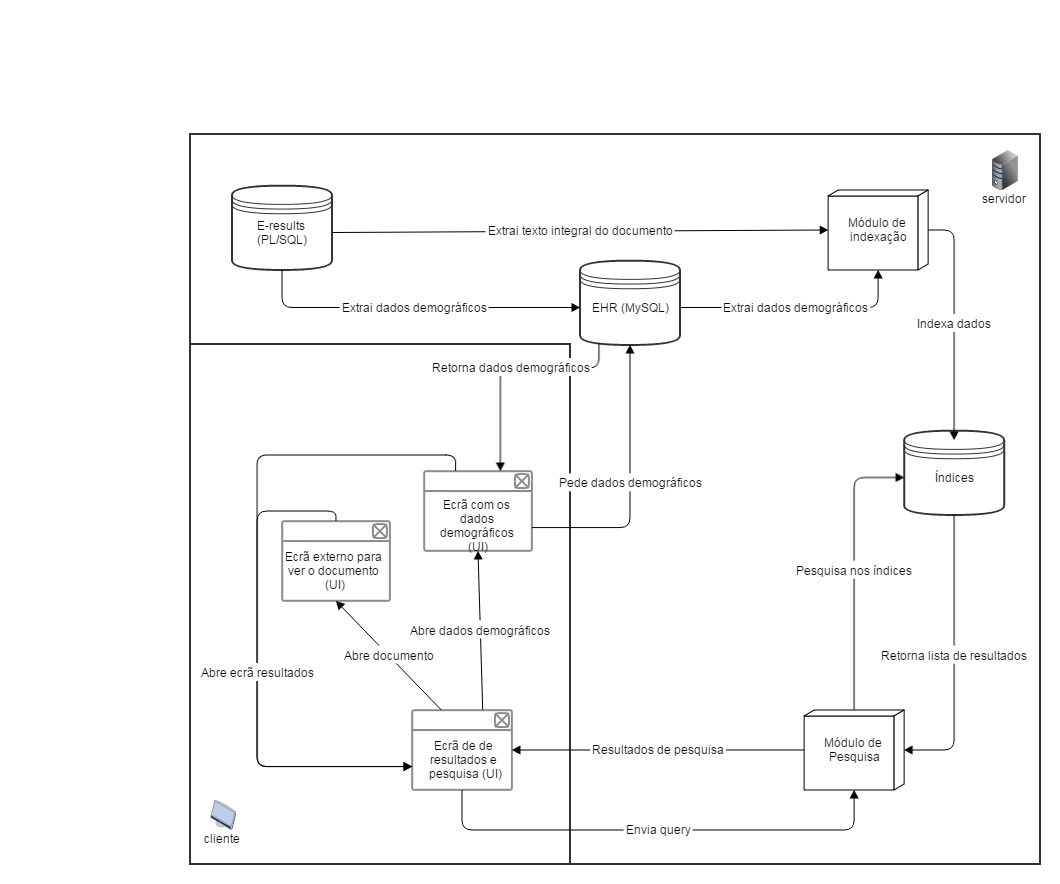 servidor
E-results
(PL/SQL)
Extrai texto integral do documento
Módulo de
indexação
Extrai dados demográficos
EHR (MySQL)
Extrai dados demográficos
Indexa dados
Retorna dados demográficos
Índices
Pede dados demográficos
Ecrã com os
dados
demográficos
(UI)
Ecrã externo para
ver o documento
(UI)
Pesquisa nos índices
Abre dados demográficos
Abre documento
Retorna lista de resultados
Abre ecrã resultados
Ecrã de de
resultados e
pesquisa (UI)
Resultados de pesquisa
Módulo de
Pesquisa
Envia query
cliente